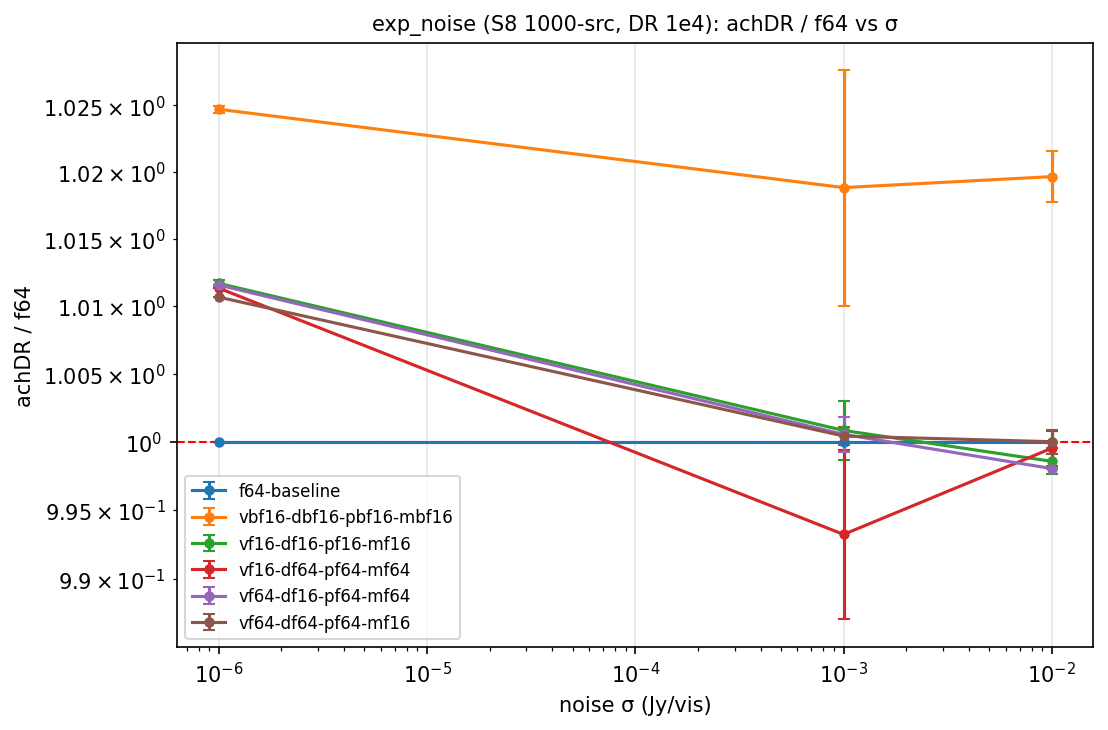 exp_noise (S8 1000-src, DR 1e4): achDR / f64 vs σ
achDR / f64
1.025 × 10⁰
1.02 × 10⁰
1.015 × 10⁰
1.01 × 10⁰
1.005 × 10⁰
10⁰
9.95 × 10⁻¹
9.9 × 10⁻¹
f64-baseline
vbf16-dbf16-pbf16-mbf16
vf16-df16-pf16-mf16
vf16-df64-pf64-mf64
vf64-df16-pf64-mf64
vf64-df64-pf64-mf16
10⁻⁶ 10⁻⁵ 10⁻⁴ 10⁻³ 10⁻²
noise σ (Jy/vis)